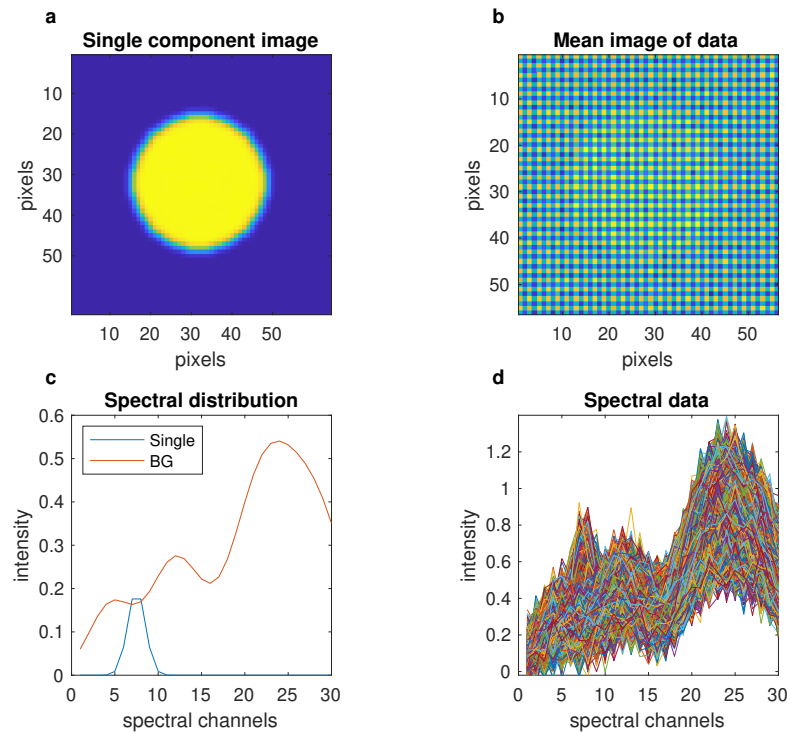 a
Single component image
10
20
30
40
50
pixels
10 20 30 40 50
pixels
b
Mean image of data
10
20
30
40
50
pixels
10 20 30 40 50
pixels
c
Spectral distribution
0.6
0.5
0.4
0.3
0.2
0.1
0
intensity
Single
BG
0 5 10 15 20 25 30
spectral channels
d
Spectral data
1.2
1
0.8
0.6
0.4
0.2
0
intensity
0 5 10 15 20 25 30
spectral channels